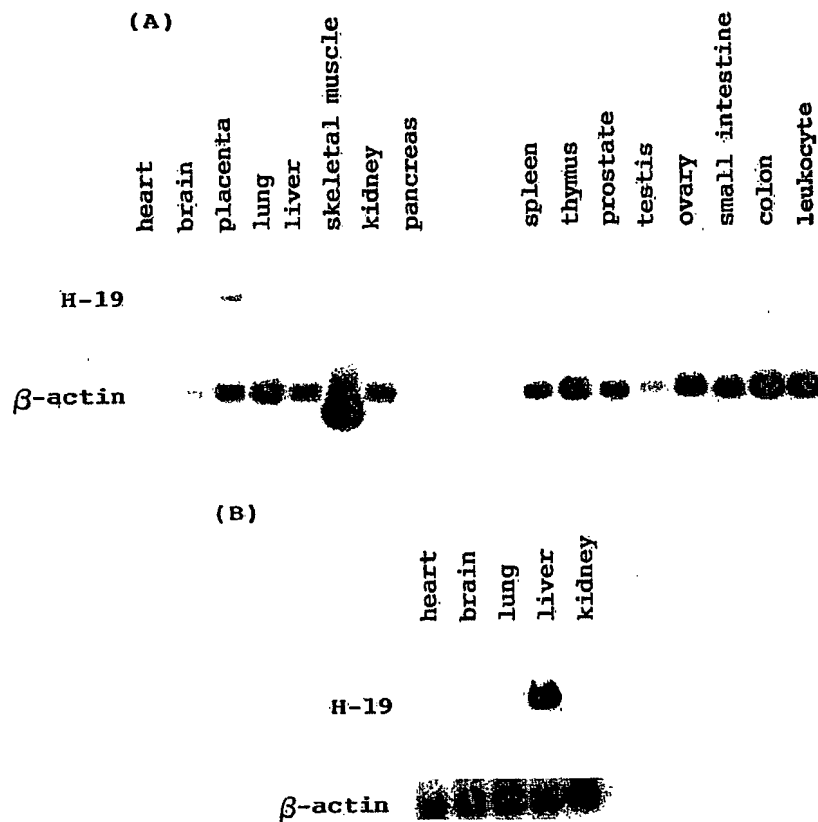 (A)
heart
brain
placenta
lung
liver
skeletal muscle
kidney
pancreas
spleen
thymus
prostate
testis
ovary
small intestine
colon
leukocyte
H-19
β-actin
(B)
heart
brain
lung
liver
kidney
H-19
β-actin